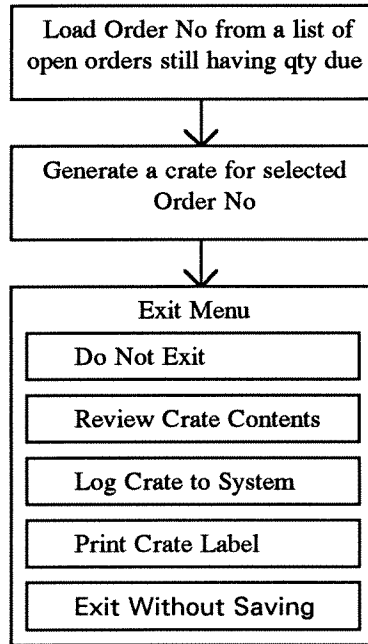 Load Order No from a list of
open orders still having qty due
Generate a crate for selected
Order No
Exit Menu
Do Not Exit
Review Crate Contents
Log Crate to System
Print Crate Label
Exit Without Saving